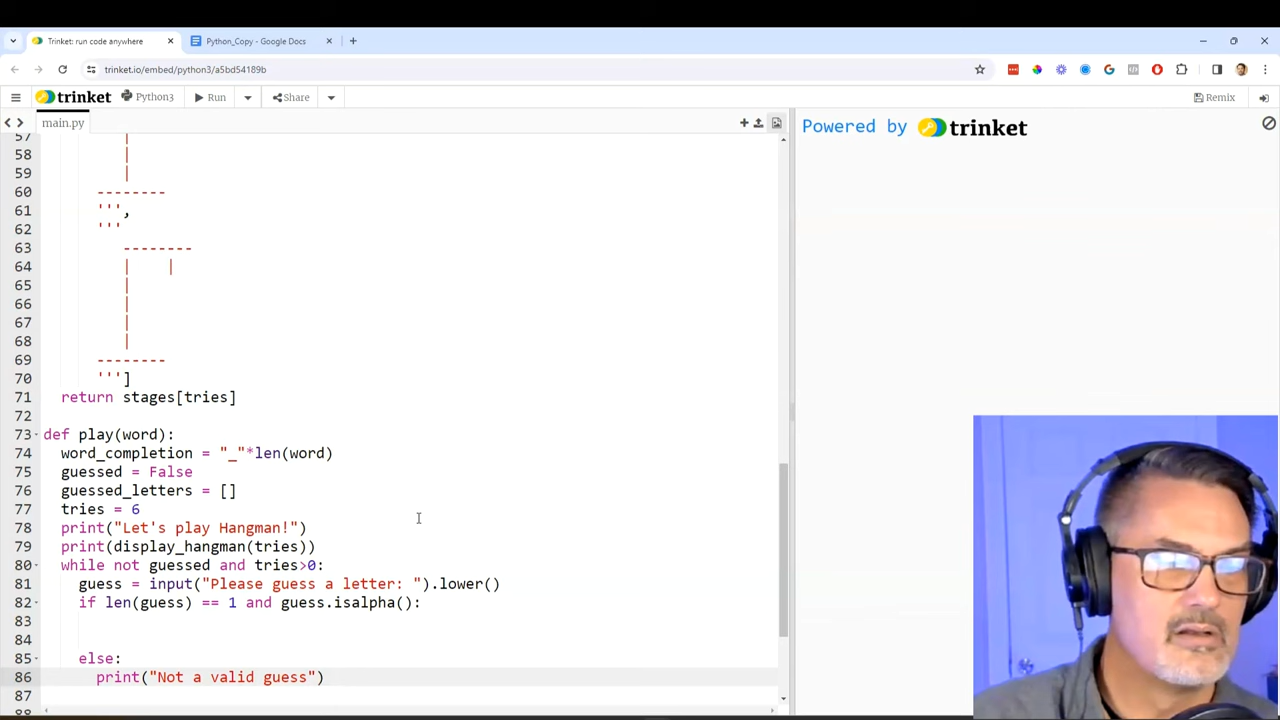 Trinket: run code anywhere
Python_Copy - Google Docs
trinket.io/embed/python3/a5bd54189b
trinket Python3 Run Share Remix
main.py
Powered by trinket
57 |
58 |
59 |
60 --------
61 ''',
62 '''
63 --------
64 | |
65 |
66 |
67 |
68 |
69 --------
70 ''']
71 return stages[tries]
72
73 def play(word):
74 word_completion = "_"*len(word)
75 guessed = False
76 guessed_letters = []
77 tries = 6
78 print("Let's play Hangman!")
79 print(display_hangman(tries))
80 while not guessed and tries>0:
81 guess = input("Please guess a letter: ").lower()
82 if len(guess) == 1 and guess.isalpha():
83
84
85 else:
86 print("Not a valid guess")
87
88